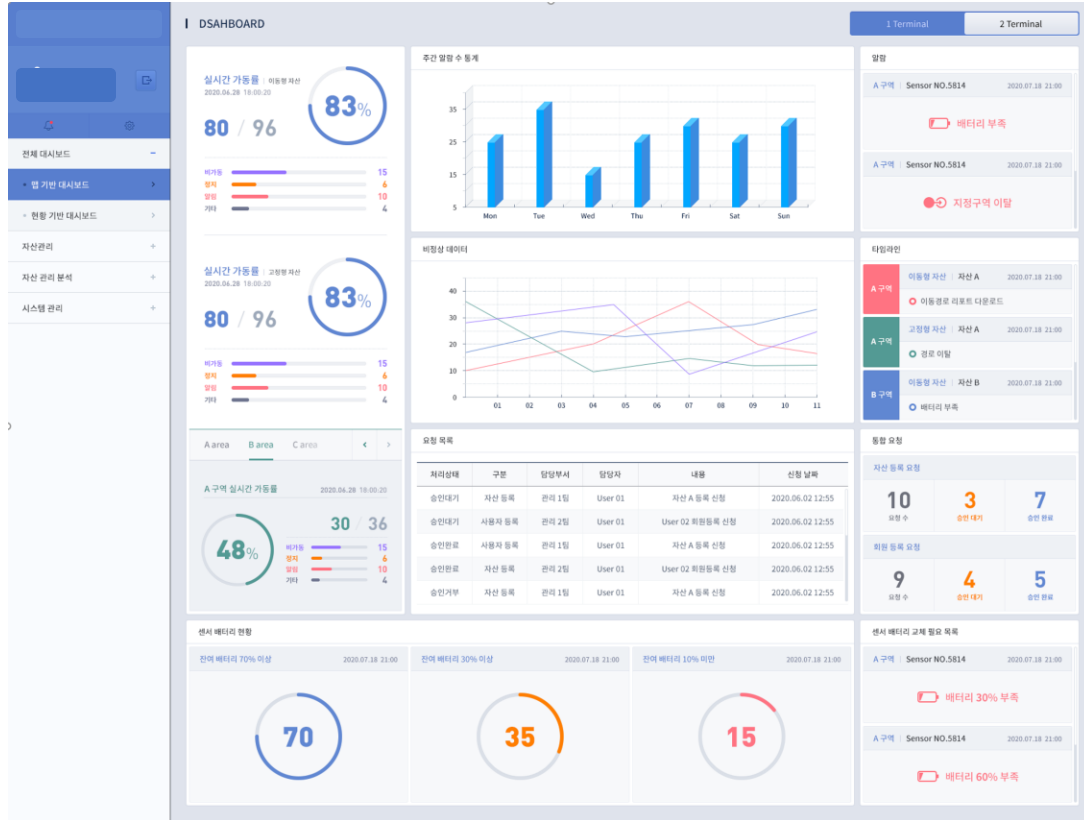 DSAHBOARD
1 Terminal
2 Terminal
전체 대시보드 −
맵 기반 대시보드 >
현황 기반 대시보드 >
자산관리 +
자산 관리 분석 +
시스템 관리 +
실시간 가동률 | 이동형 자산
2020.06.28 18:00:20
80 / 96
83%
비가동 15
정지 6
알림 10
기타 4
실시간 가동률 | 고정형 자산
2020.06.28 18:00:20
80 / 96
83%
비가동 15
정지 6
알림 10
기타 4
A area B area C area < >
A 구역 실시간 가동률 2020.06.28 18:00:20
48%
30 / 36
비가동 15
정지 6
알림 10
기타 4
주간 알람 수 통계
35
25
15
5
Mon Tue Wed Thu Fri Sat Sun
비정상 데이터
40
30
20
10
0
01 02 03 04 05 06 07 08 09 10 11
요청 목록
처리상태 구분 담당부서 담당자 내용 신청 날짜
승인대기 자산 등록 관리 1팀 User 01 자산 A 등록 신청 2020.06.02 12:55
승인대기 사용자 등록 관리 2팀 User 01 User 02 회원등록 신청 2020.06.02 12:55
승인완료 사용자 등록 관리 1팀 User 01 자산 A 등록 신청 2020.06.02 12:55
승인완료 자산 등록 관리 2팀 User 01 User 02 회원등록 신청 2020.06.02 12:55
승인거부 자산 등록 관리 1팀 User 01 자산 A 등록 신청 2020.06.02 12:55
알람
A 구역 | Sensor NO.5814 2020.07.18 21:00
배터리 부족
A 구역 | Sensor NO.5814 2020.07.18 21:00
지정구역 이탈
타임라인
A 구역
이동형 자산 | 자산 A 2020.07.18 21:00
이동경로 리포트 다운로드
A 구역
고정형 자산 | 자산 A 2020.07.18 21:00
경로 이탈
B 구역
이동형 자산 | 자산 B 2020.07.18 21:00
배터리 부족
통합 요청
자산 등록 요청
10 3 7
요청 수 승인 대기 승인 완료
회원 등록 요청
9 4 5
요청 수 승인 대기 승인 완료
센서 배터리 현황
잔여 배터리 70% 이상 2020.07.18 21:00
70
잔여 배터리 30% 이상 2020.07.18 21:00
35
잔여 배터리 10% 미만 2020.07.18 21:00
15
센서 배터리 교체 필요 목록
A 구역 | Sensor NO.5814 2020.07.18 21:00
배터리 30% 부족
A 구역 | Sensor NO.5814 2020.07.18 21:00
배터리 60% 부족